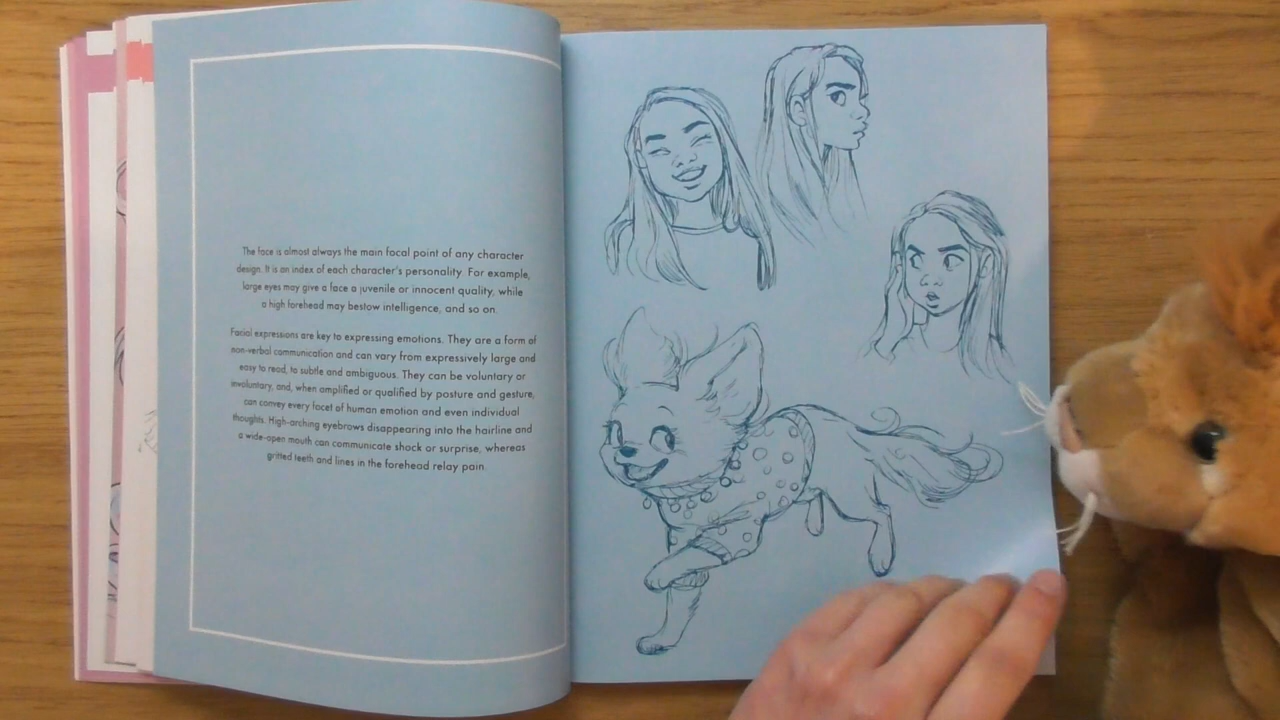 The face is almost always the main focal point of any character
design. It is an index of each character's personality. For example,
large eyes may give a face a juvenile or innocent quality, while
a high forehead may bestow intelligence, and so on.
Facial expressions are key to expressing emotions. They are a form of
non-verbal communication and can vary from expressively large and
easy to read, to subtle and ambiguous. They can be voluntary or
involuntary, and, when amplified or qualified by posture and gesture,
can convey every facet of human emotion and even individual
thoughts. High-arching eyebrows disappearing into the hairline and
a wide-open mouth can communicate shock or surprise, whereas
gritted teeth and lines in the forehead relay pain.